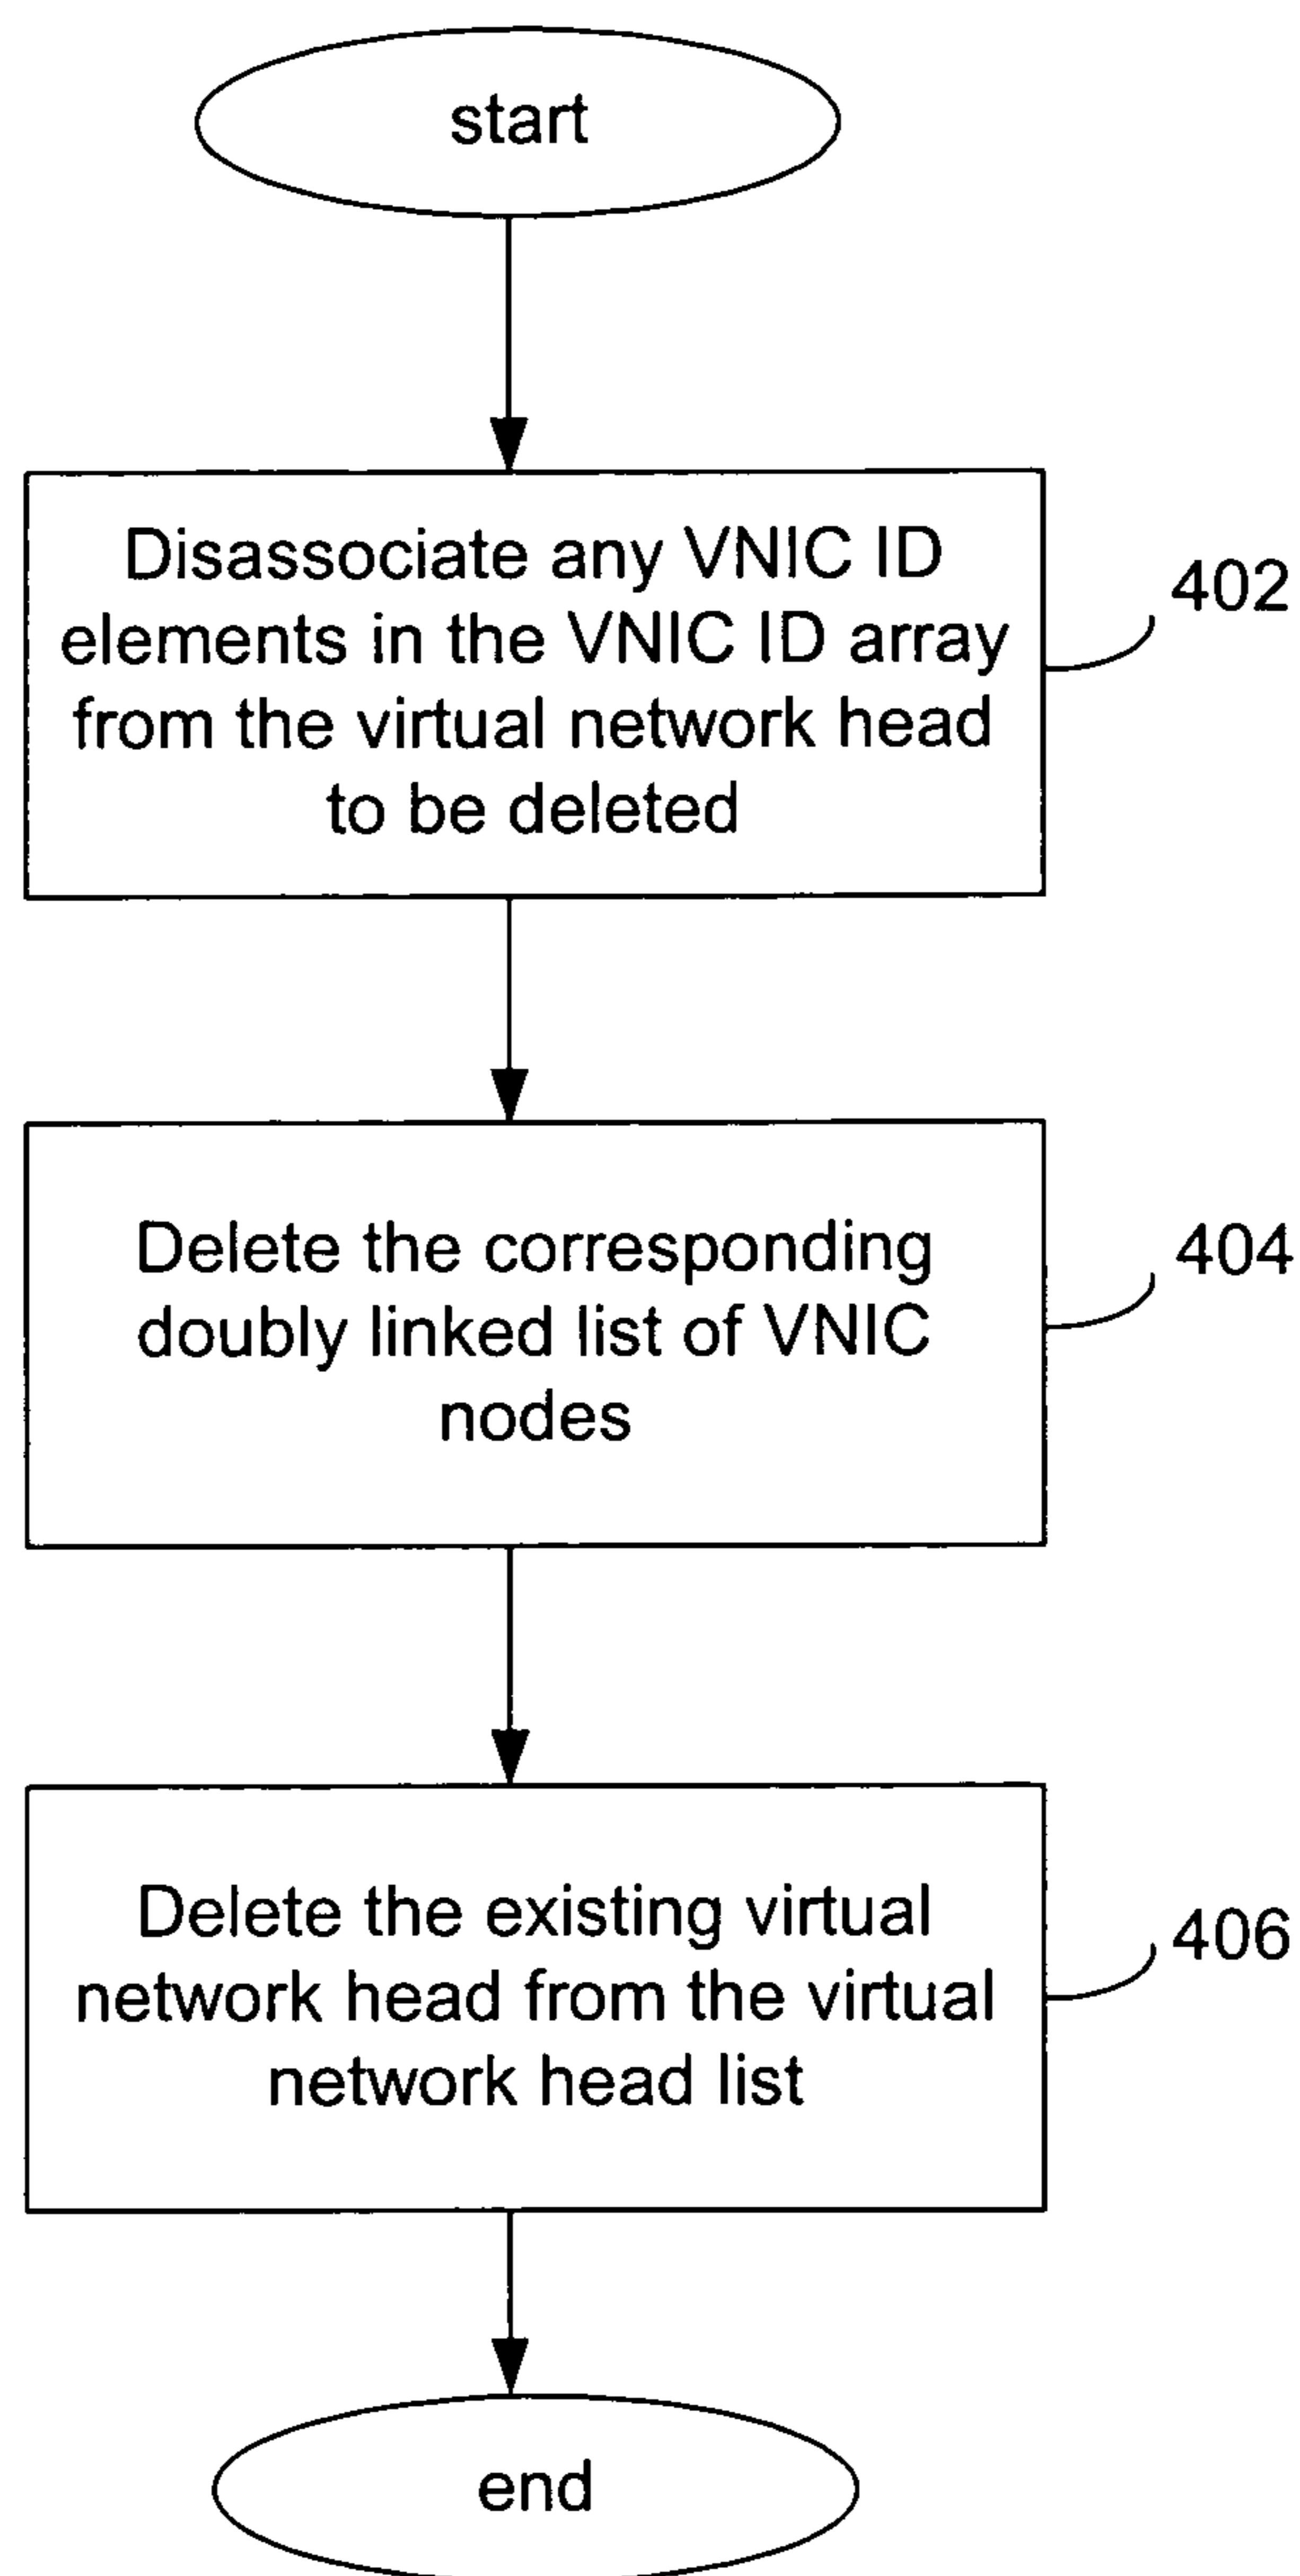 start
Disassociate any VNIC ID
elements in the VNIC ID array
from the virtual network head
to be deleted
402
Delete the corresponding
doubly linked list of VNIC
nodes
404
Delete the existing virtual
network head from the virtual
network head list
406
end